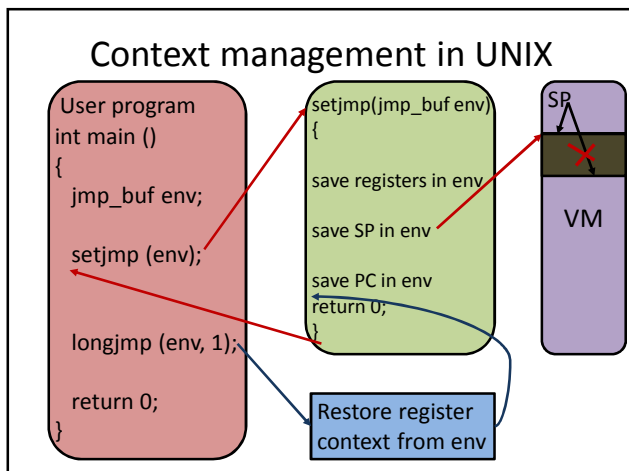 Context management in UNIX
User program
int main ()
{
jmp_buf env;
setjmp (env);
longjmp (env, 1);
return 0;
}
setjmp(jmp_buf env)
{
save registers in env
save SP in env
save PC in env
return 0;
}
Restore register
context from env
SP
VM